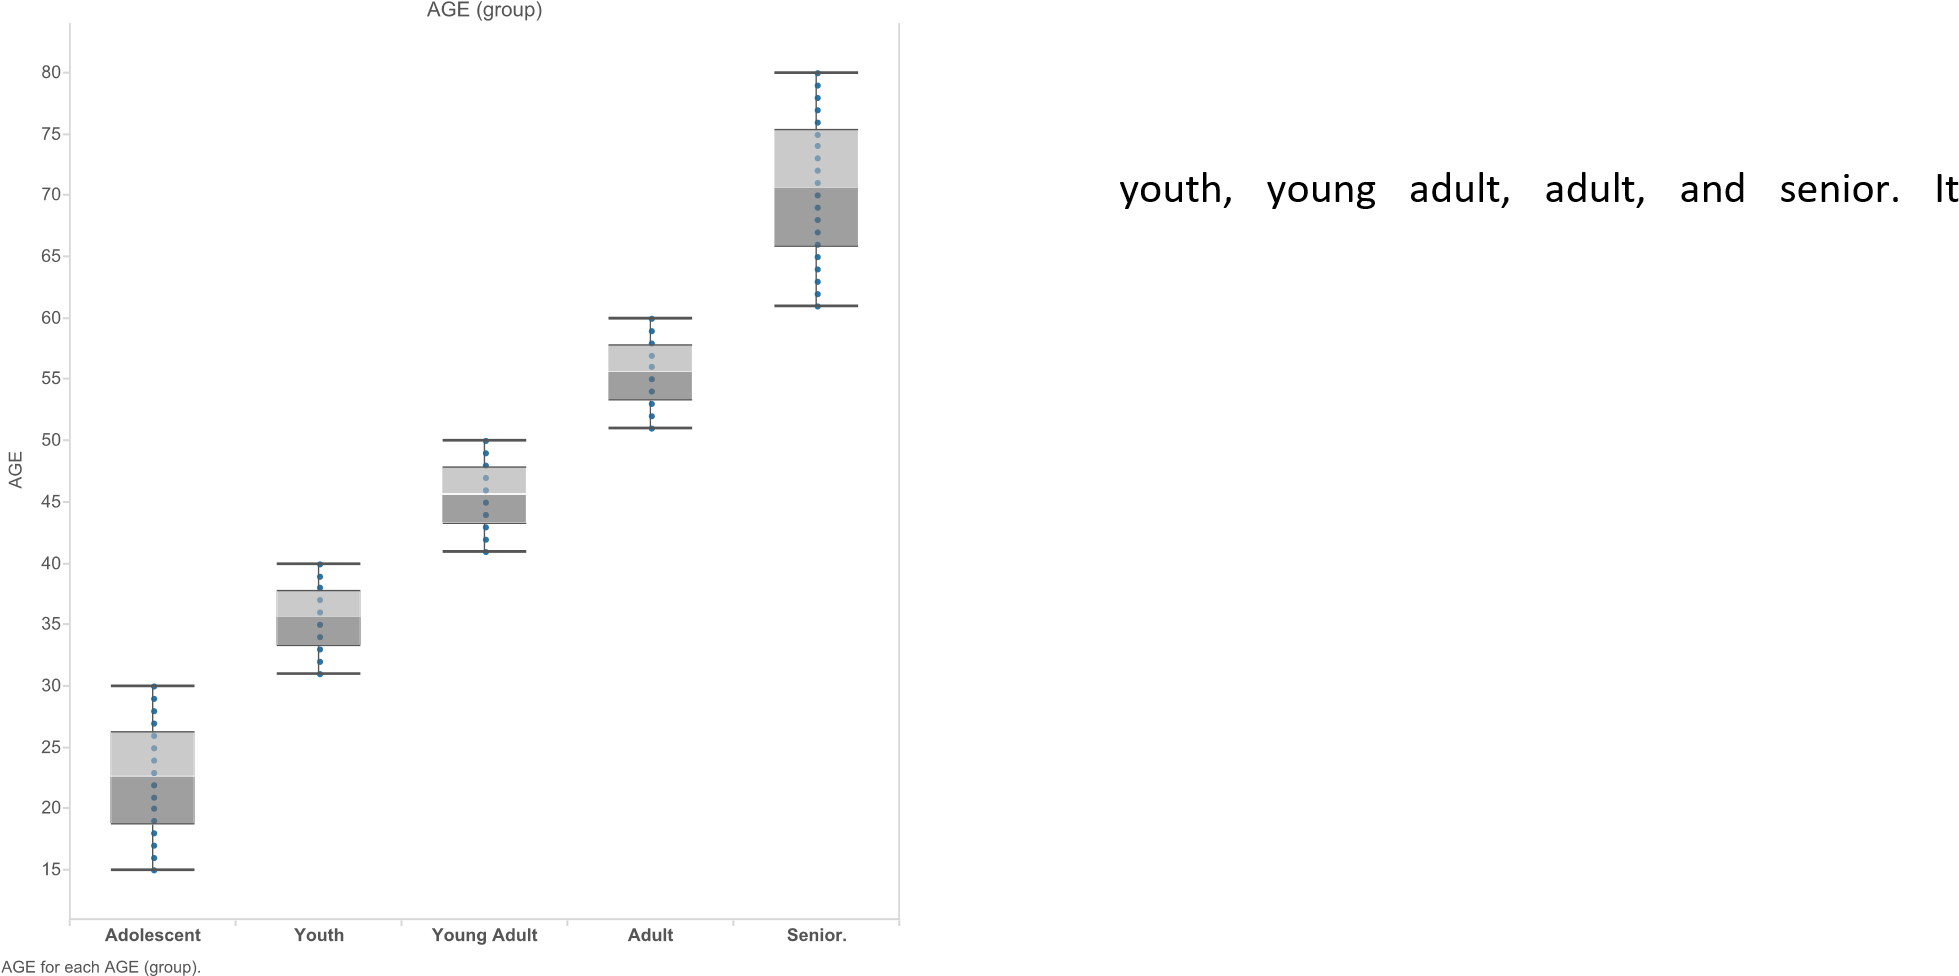 AGE (group)
80
75
70
65
60
55
50
45
40
35
30
25
20
15
AGE
Adolescent Youth Young Adult Adult Senior.
AGE for each AGE (group).
youth, young adult, adult, and senior. It